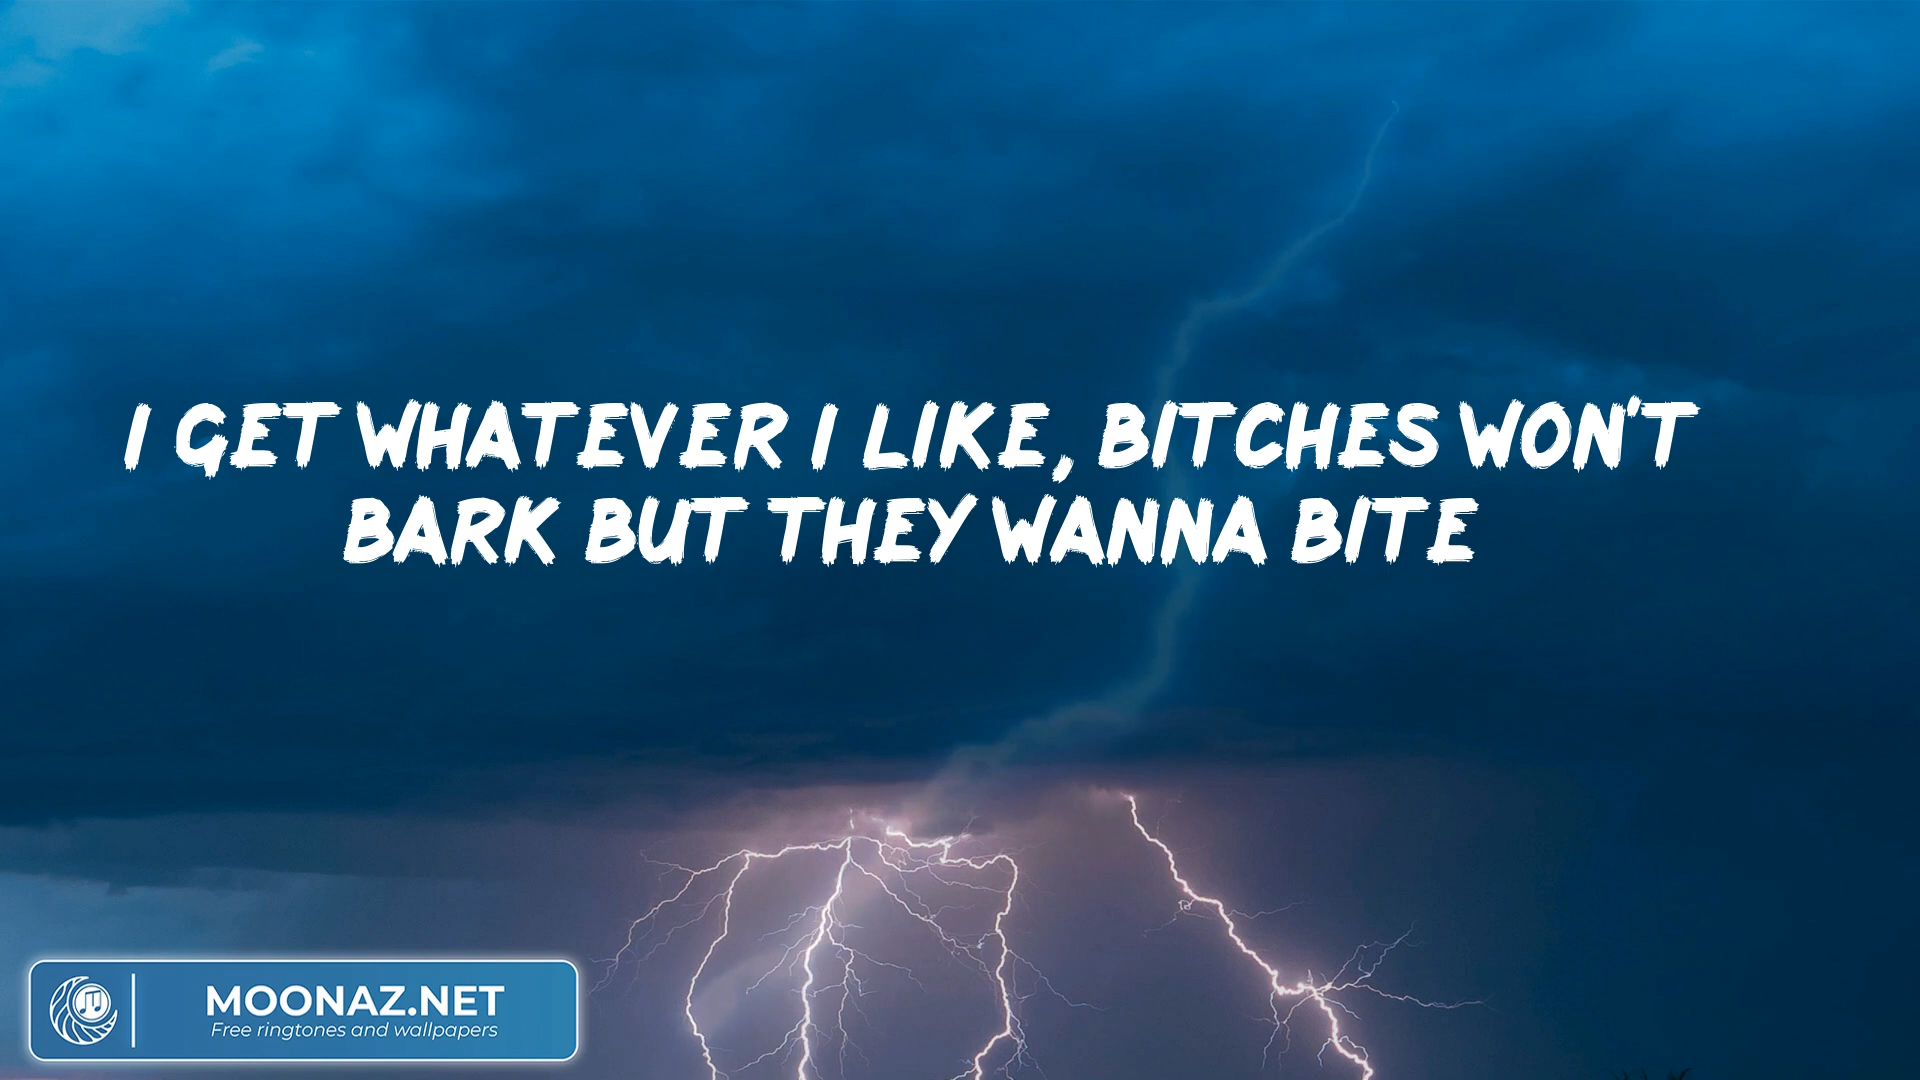 I GET WHATEVER I LIKE, BITCHES WON'T
BARK BUT THEY WANNA BITE
MOONAZ.NET
Free ringtones and wallpapers